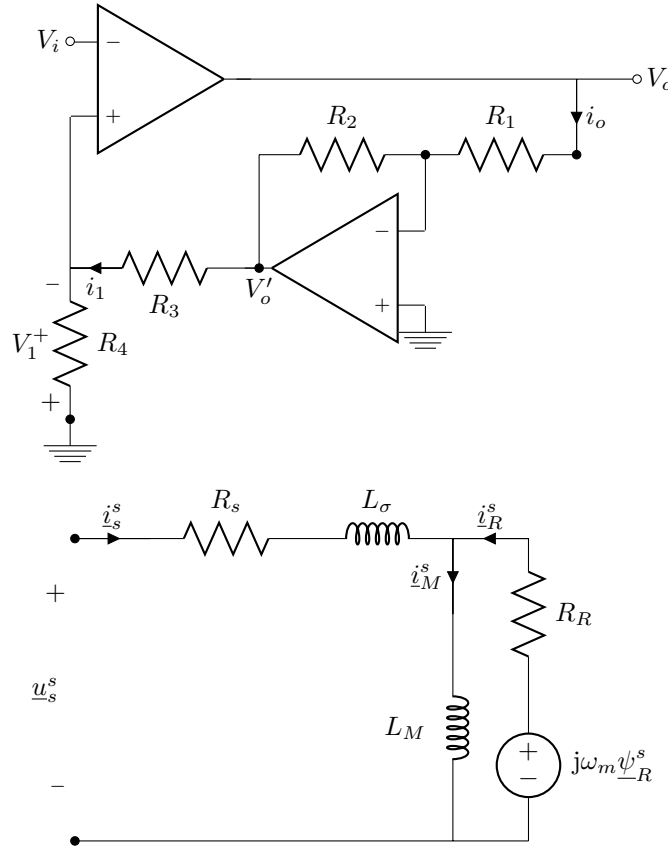 V_i
−
+
V_o
i_o
R_2
R_1
−
+
V_o'
−
i_1
R_3
V_1^+
R_4
+
i_s^s
R_s
L_σ
i_R^s
i_M^s
+
R_R
u_s^s
L_M
+
−
jω_m ψ_R^s
−